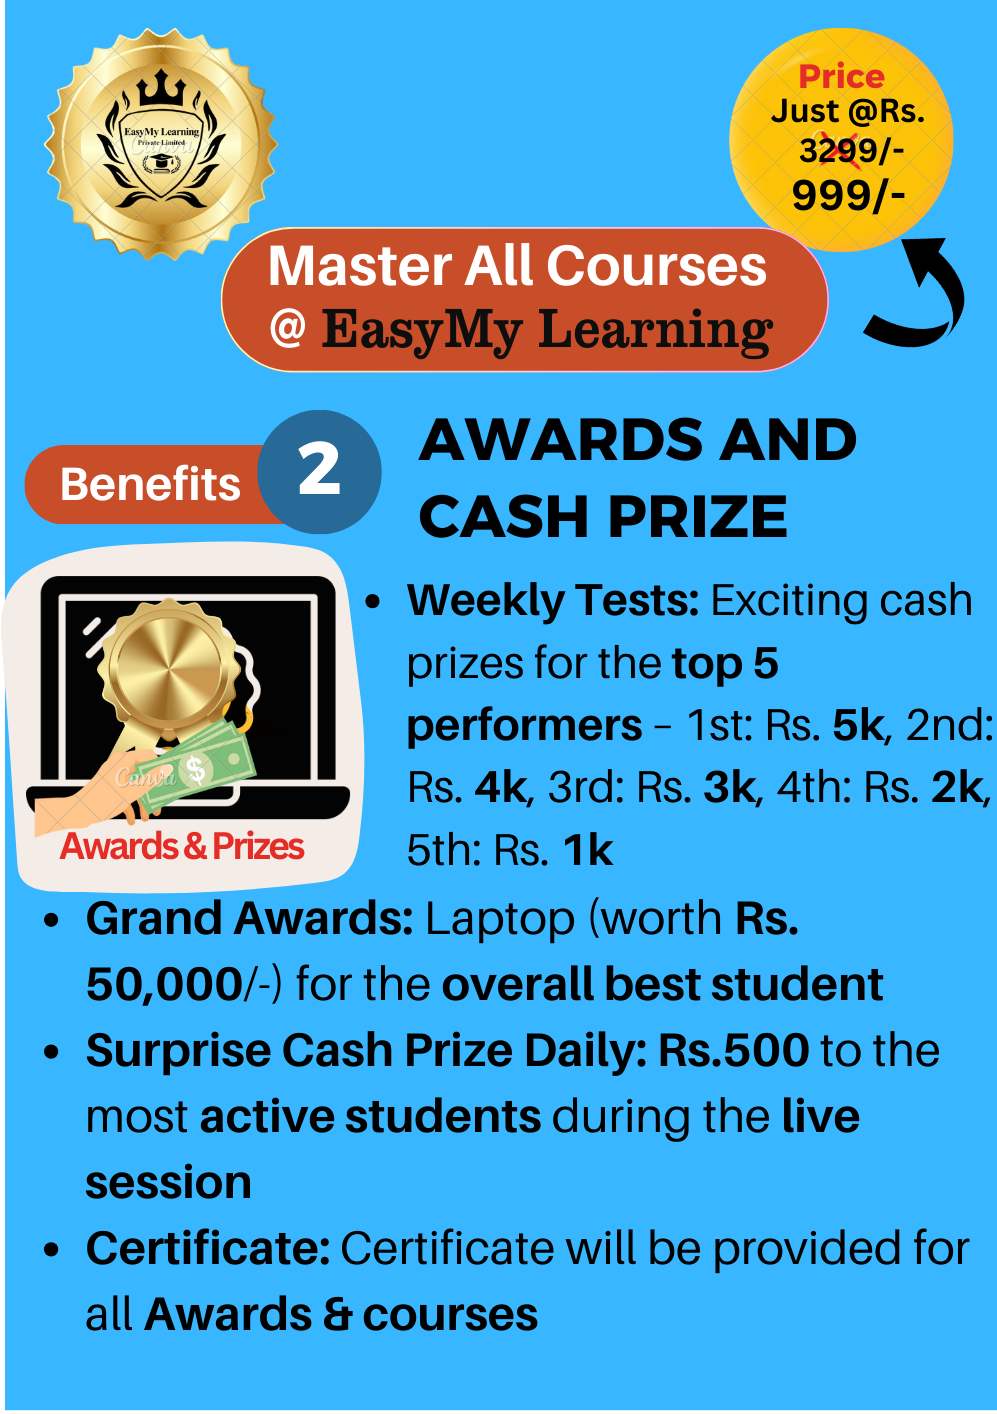 EasyMy Learning
Private Limited
Canva
Price
Just @Rs.
3299/-
999/-
Master All Courses
@ EasyMy Learning
Benefits
2
AWARDS AND
CASH PRIZE
Canva
Awards & Prizes
• Weekly Tests: Exciting cash
prizes for the top 5
performers – 1st: Rs. 5k, 2nd:
Rs. 4k, 3rd: Rs. 3k, 4th: Rs. 2k,
5th: Rs. 1k
• Grand Awards: Laptop (worth Rs.
50,000/-) for the overall best student
• Surprise Cash Prize Daily: Rs.500 to the
most active students during the live
session
• Certificate: Certificate will be provided for
all Awards & courses